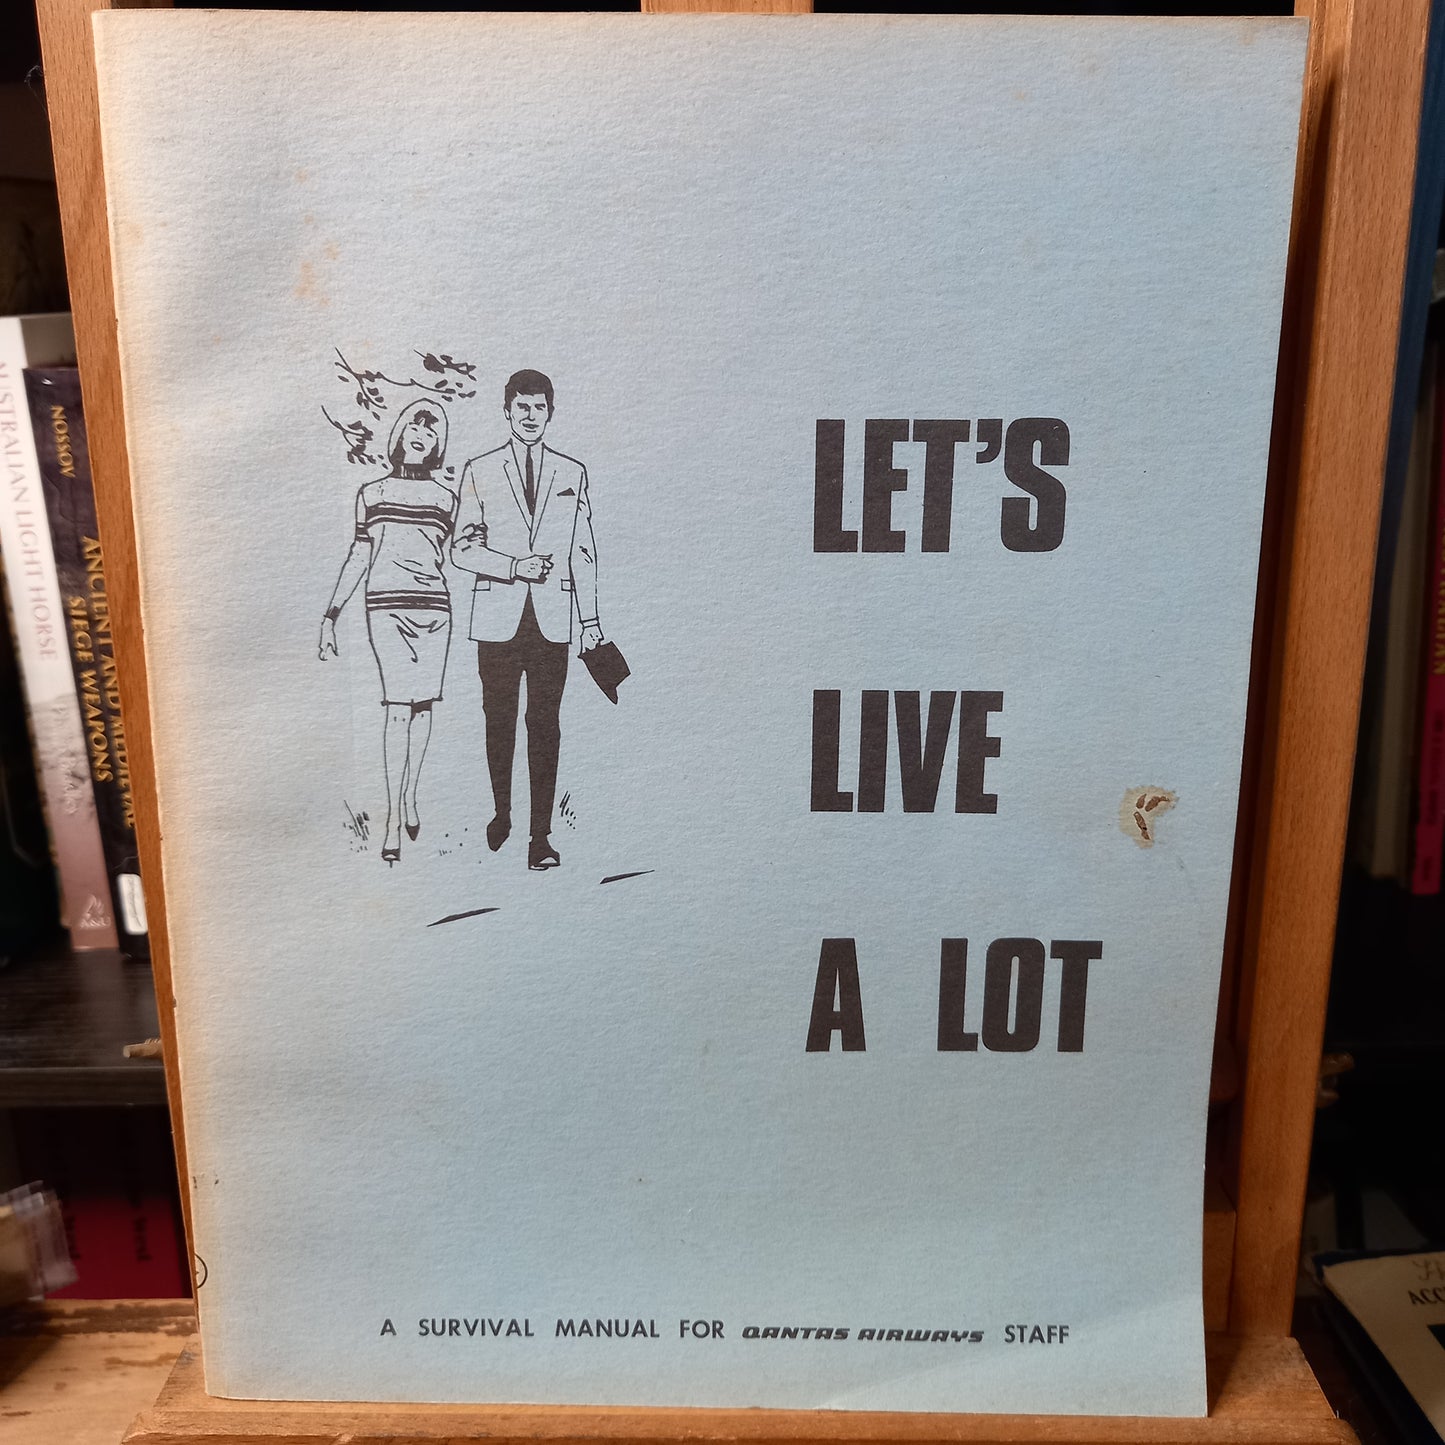 LET'S
LIVE
A LOT
A SURVIVAL MANUAL FOR QANTAS AIRWAYS STAFF
AUSTRALIAN LIGHT HORSE
NOSSOV
ANCIENT AND MEDIEVAL
SIEGE WEAPONS